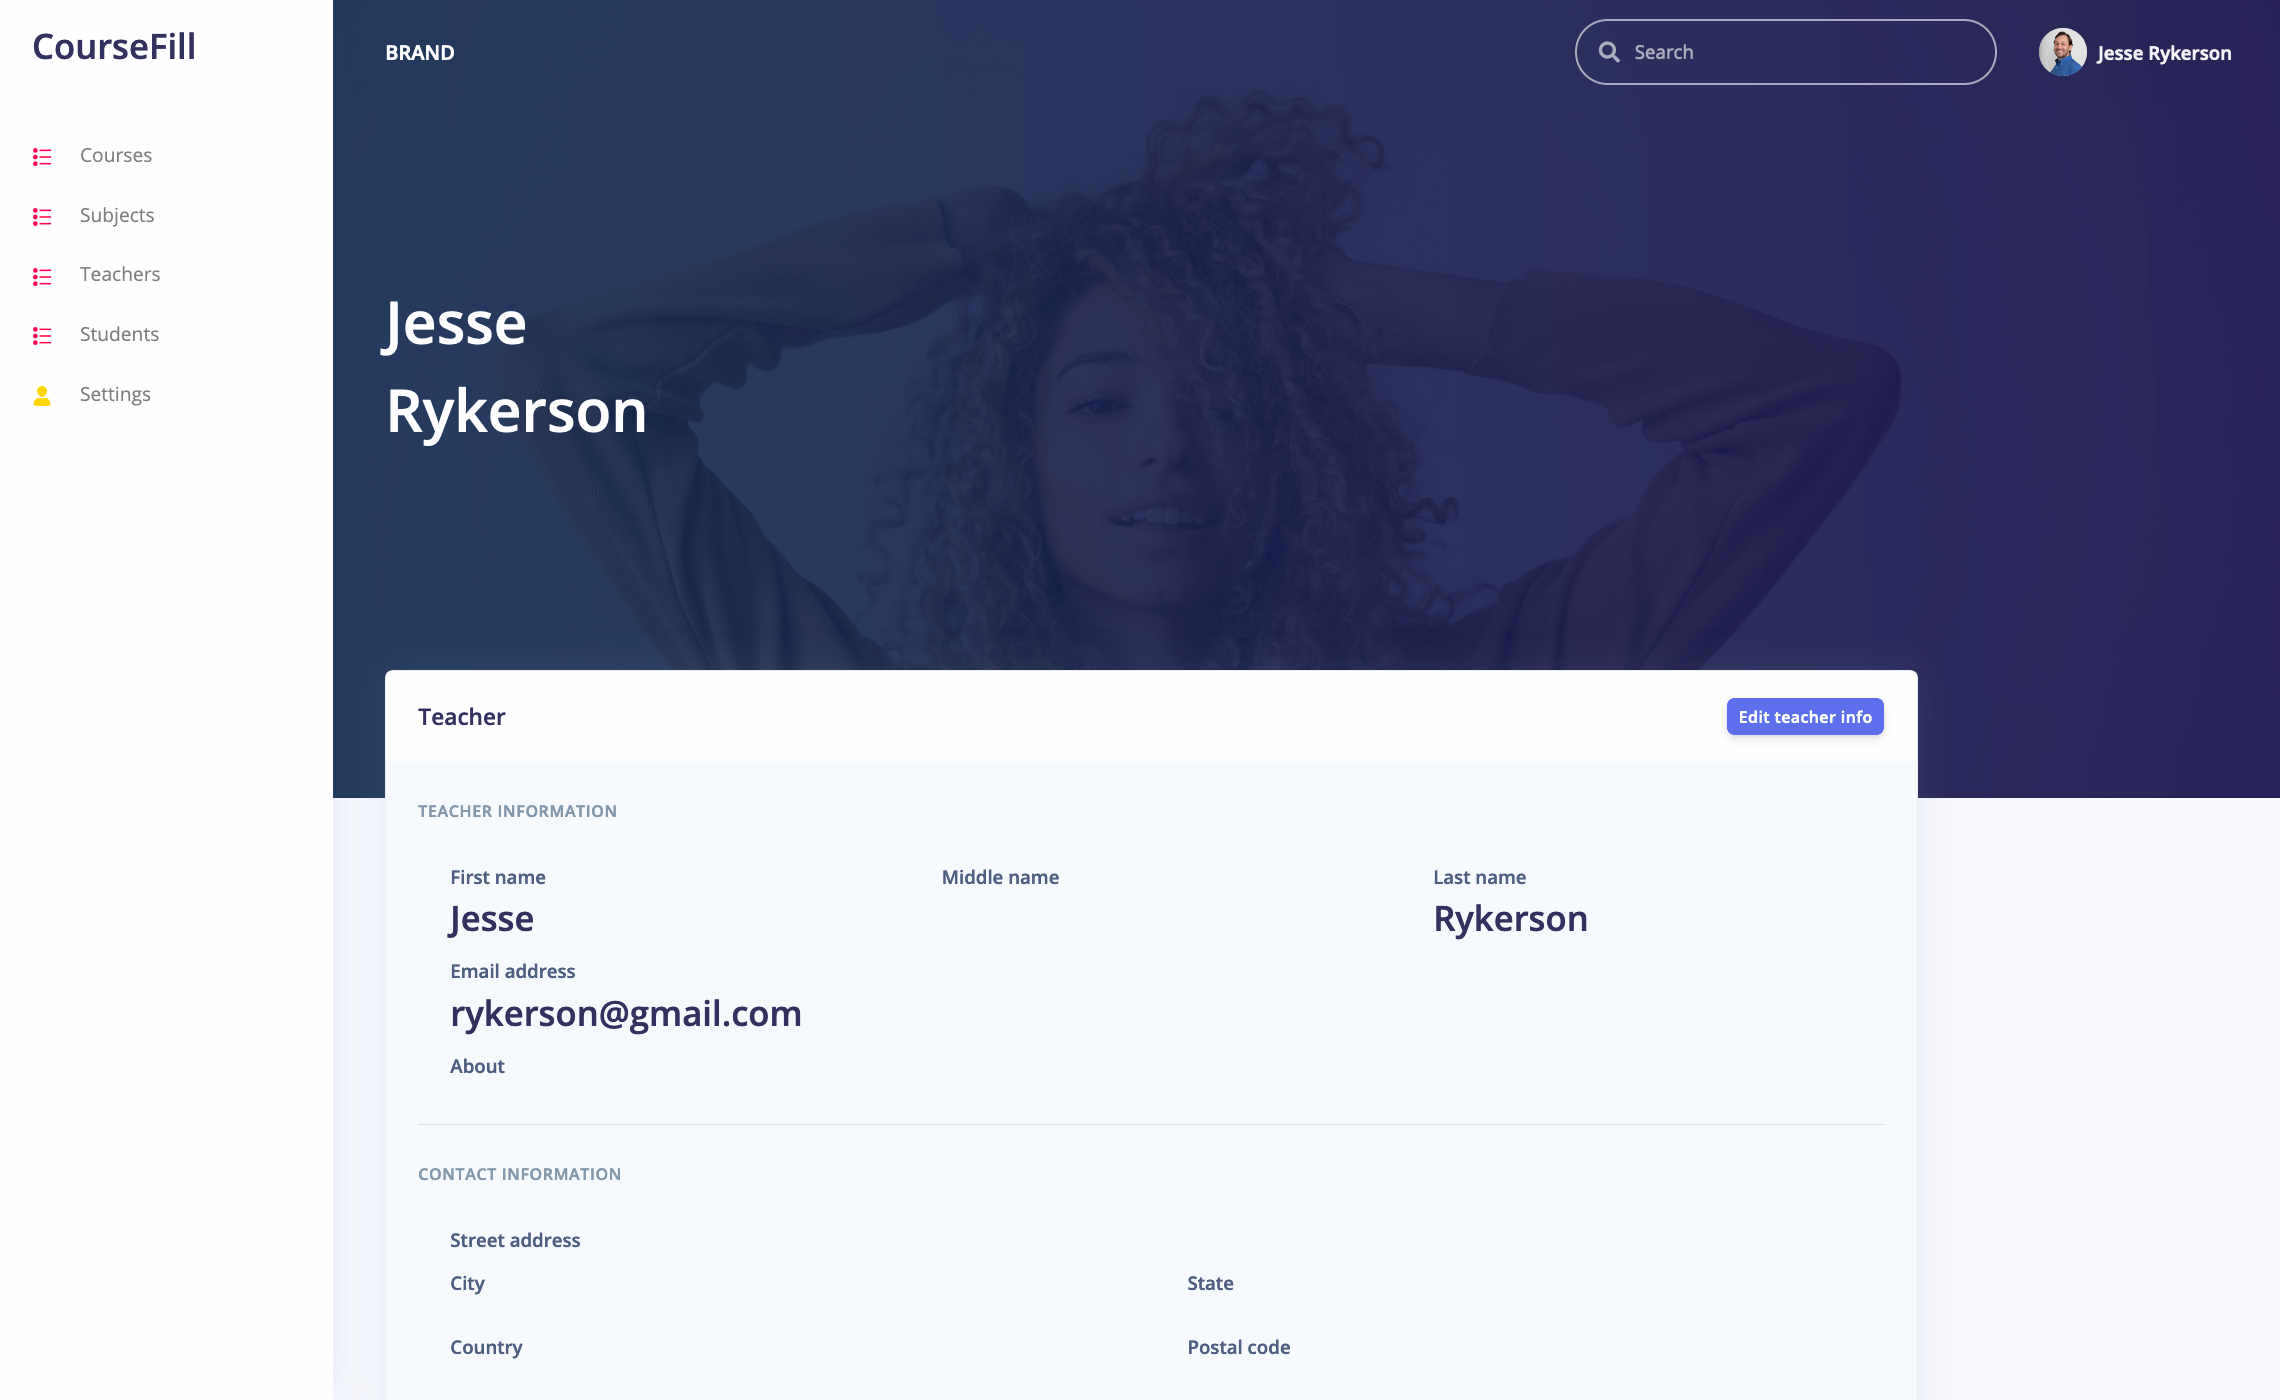 CourseFill
BRAND
Search
Jesse Rykerson
Courses
Subjects
Teachers
Students
Settings
Jesse
Rykerson
Teacher
Edit teacher info
TEACHER INFORMATION
First name
Middle name
Last name
Jesse
Rykerson
Email address
rykerson@gmail.com
About
CONTACT INFORMATION
Street address
City
State
Country
Postal code